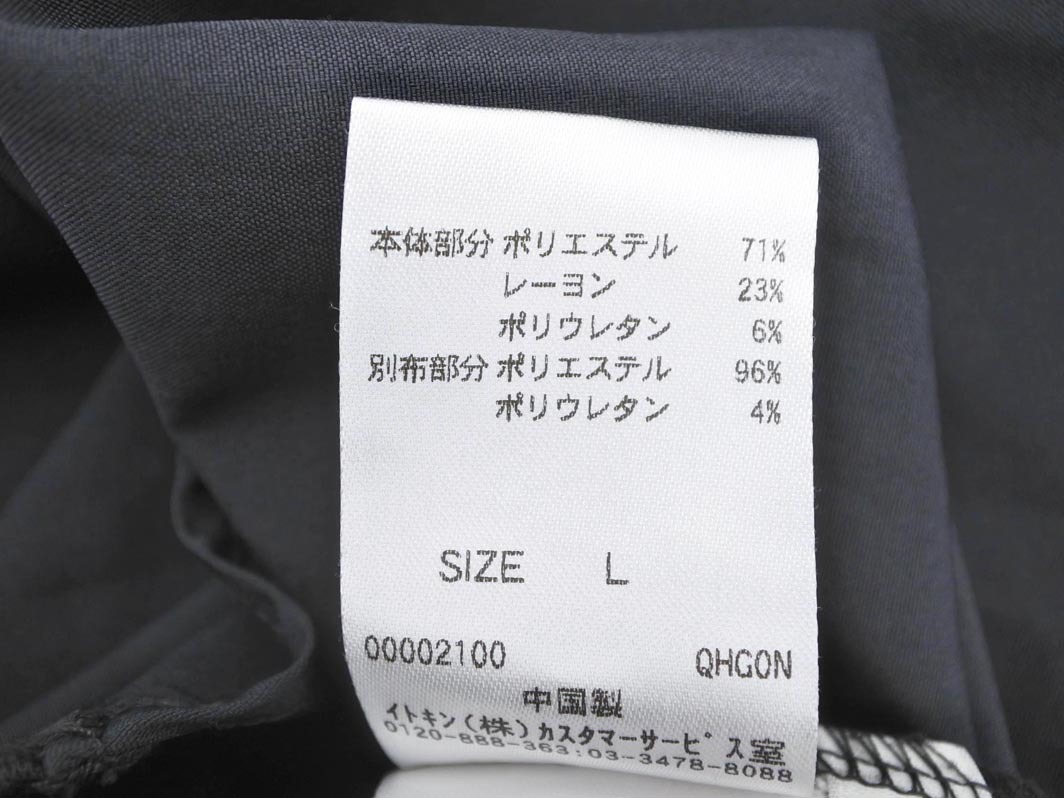 本体部分 ポリエステル 71%
レーヨン 23%
ポリウレタン 6%
別布部分 ポリエステル 96%
ポリウレタン 4%
SIZE L
00002100 QHG0N
中国製
イトキン(株)カスタマーサービス室
0120-888-363:03-3478-8088